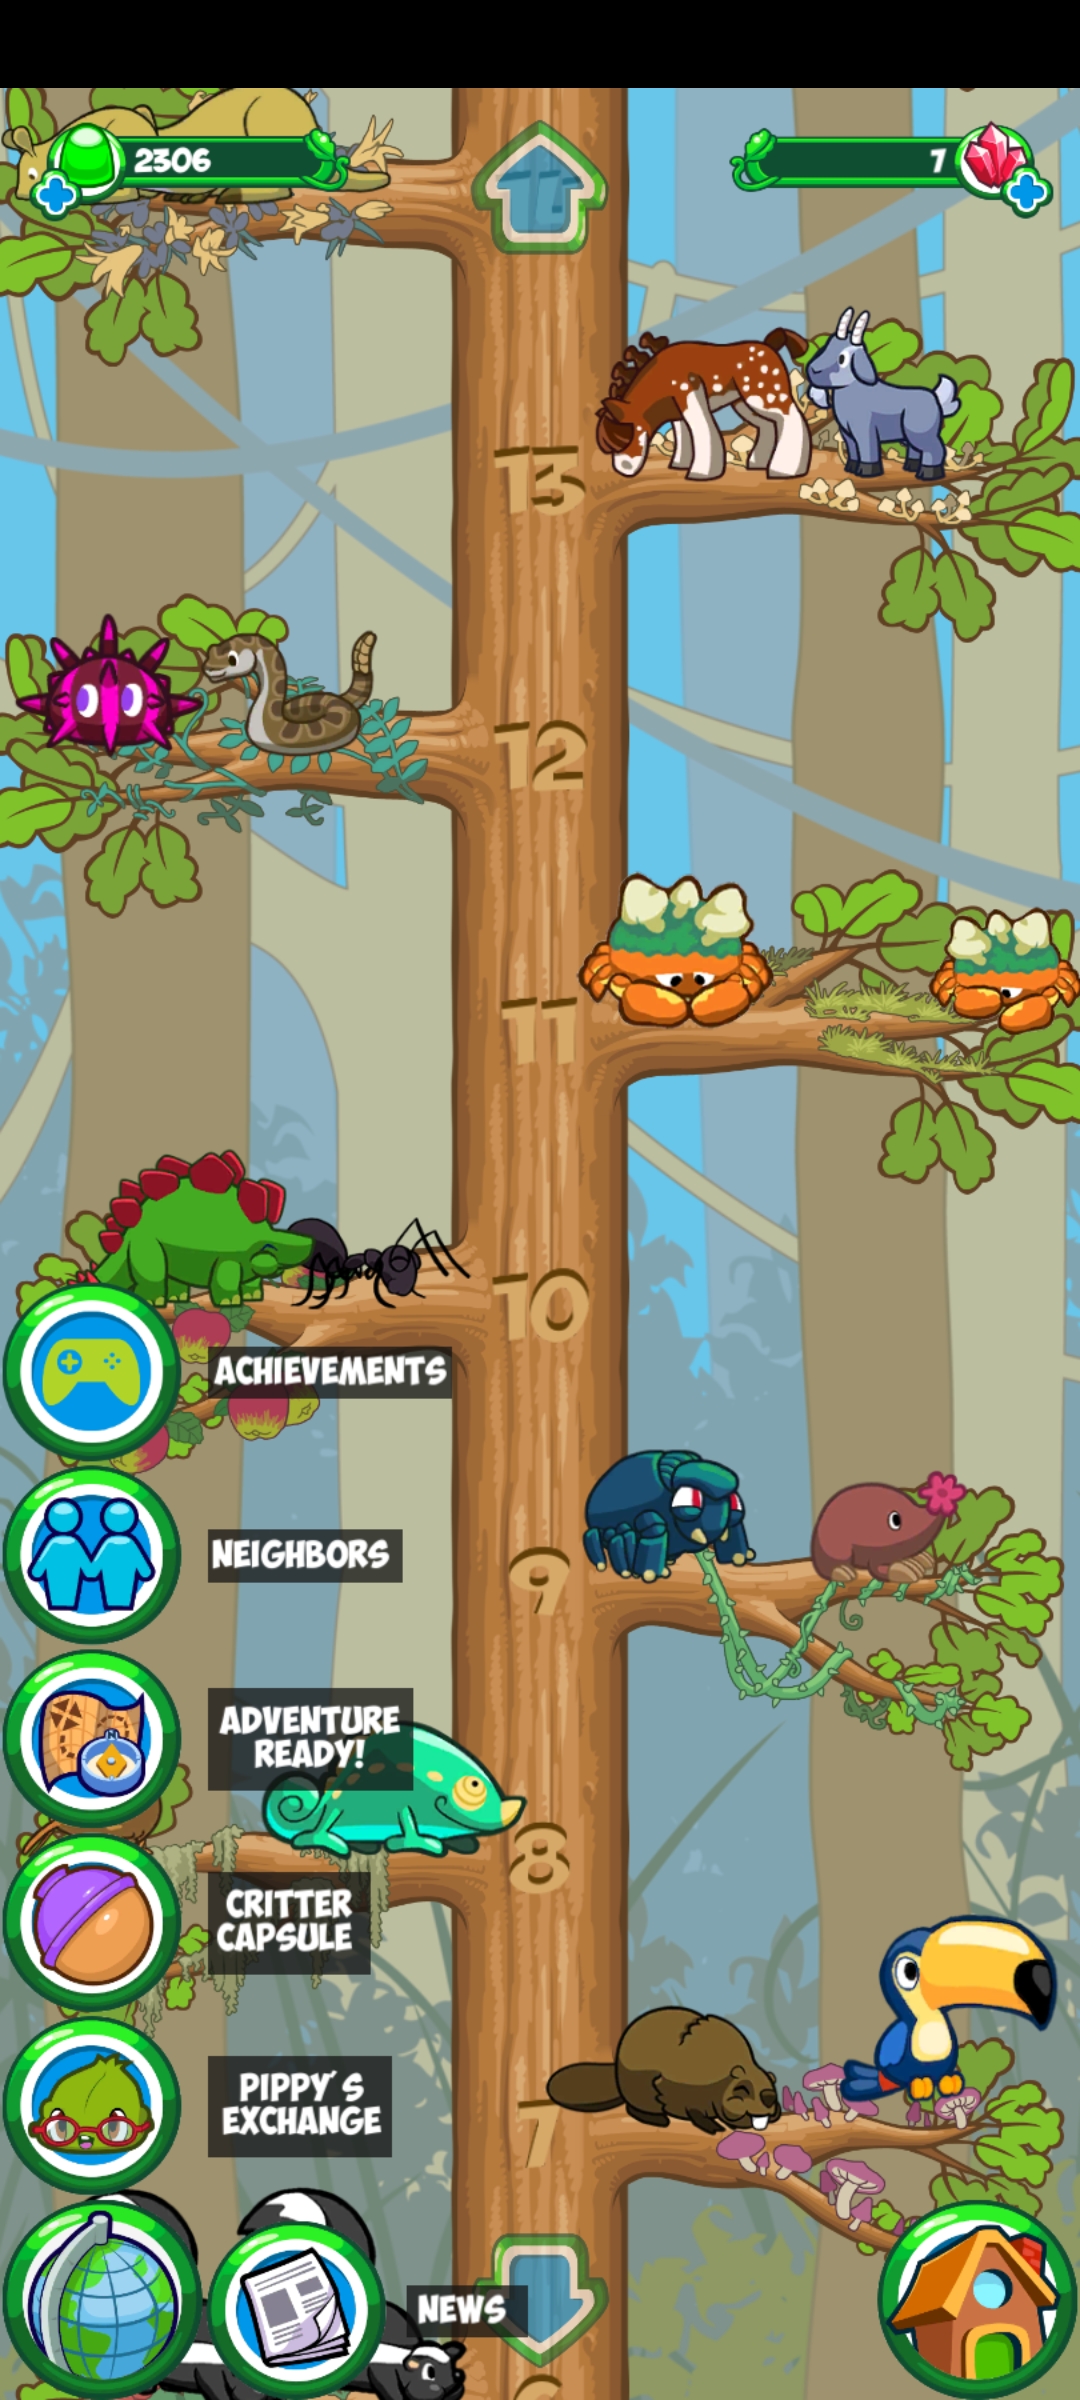 2306
7
13
12
11
10
ACHIEVEMENTS
NEIGHBORS
9
ADVENTURE
READY!
8
CRITTER
CAPSULE
PIPPY'S
EXCHANGE
7
NEWS